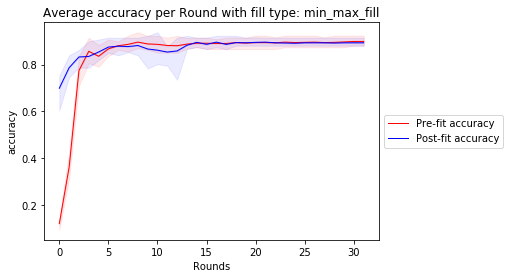 Average accuracy per Round with fill type: min_max_fill
accuracy
0.8
0.6
0.4
0.2
0
5
10
15
20
25
30
Rounds
Pre-fit accuracy
Post-fit accuracy